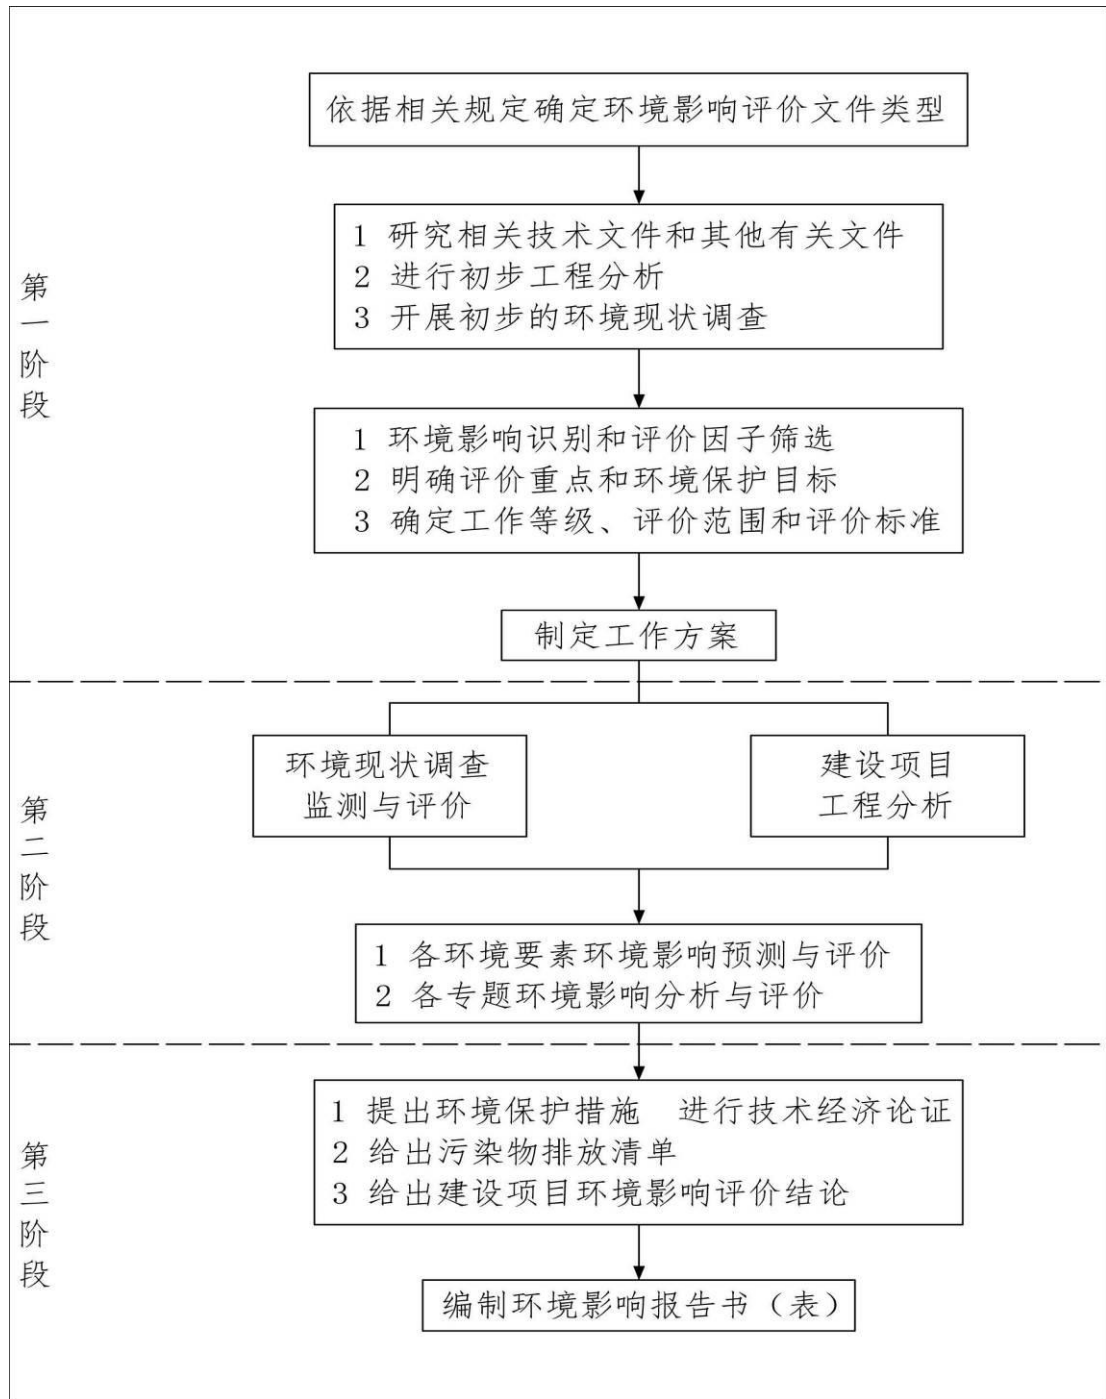 依据相关规定确定环境影响评价文件类型
1 研究相关技术文件和其他有关文件
2 进行初步工程分析
3 开展初步的环境现状调查
第一阶段
1 环境影响识别和评价因子筛选
2 明确评价重点和环境保护目标
3 确定工作等级、评价范围和评价标准
制定工作方案
环境现状调查
监测与评价
建设项目
工程分析
第二阶段
1 各环境要素环境影响预测与评价
2 各专题环境影响分析与评价
1 提出环境保护措施 进行技术经济论证
2 给出污染物排放清单
3 给出建设项目环境影响评价结论
第三阶段
编制环境影响报告书（表）